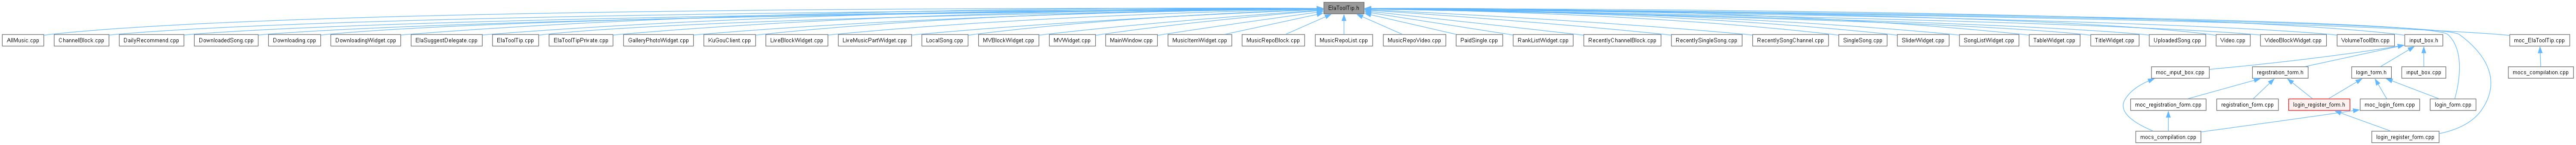 ElaToolTip.h
AllMusic.cpp
ChannelBlock.cpp
DailyRecommend.cpp
DownloadedSong.cpp
Downloading.cpp
DownloadingWidget.cpp
ElaSuggestDelegate.cpp
ElaToolTip.cpp
ElaToolTipPrivate.cpp
GalleryPhotoWidget.cpp
KuGouClient.cpp
LiveBlockWidget.cpp
LiveMusicPartWidget.cpp
LocalSong.cpp
MVBlockWidget.cpp
MVWidget.cpp
MainWindow.cpp
MusicItemWidget.cpp
MusicRepoBlock.cpp
MusicRepoList.cpp
MusicRepoVideo.cpp
PaidSingle.cpp
RankListWidget.cpp
RecentlyChannelBlock.cpp
RecentlySingleSong.cpp
RecentlySongChannel.cpp
SingleSong.cpp
SliderWidget.cpp
SongListWidget.cpp
TableWidget.cpp
TitleWidget.cpp
UploadedSong.cpp
Video.cpp
VideoBlockWidget.cpp
VolumeToolBtn.cpp
input_box.h
moc_ElaToolTip.cpp
moc_input_box.cpp
registration_form.h
login_form.h
input_box.cpp
mocs_compilation.cpp
moc_registration_form.cpp
registration_form.cpp
login_register_form.h
moc_login_form.cpp
login_form.cpp
mocs_compilation.cpp
login_register_form.cpp